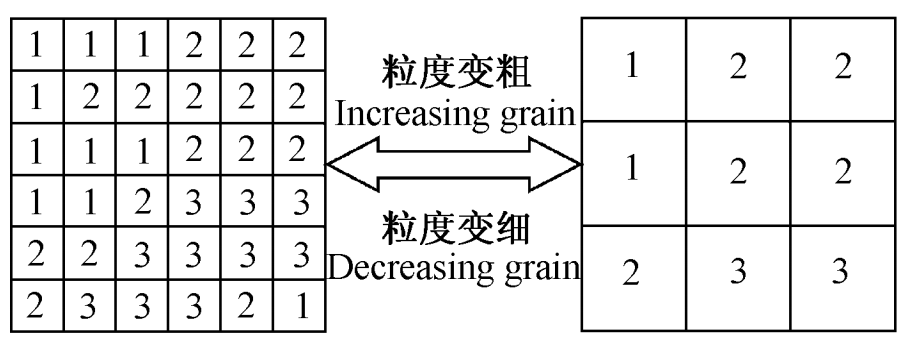 1 1 1 2 2 2
1 2 2 2 2 2
1 1 1 2 2 2
1 1 2 3 3 3
2 2 3 3 3 3
2 3 3 3 2 1
粒度变粗
Increasing grain
粒度变细
Decreasing grain
1 2 2
1 2 2
2 3 3